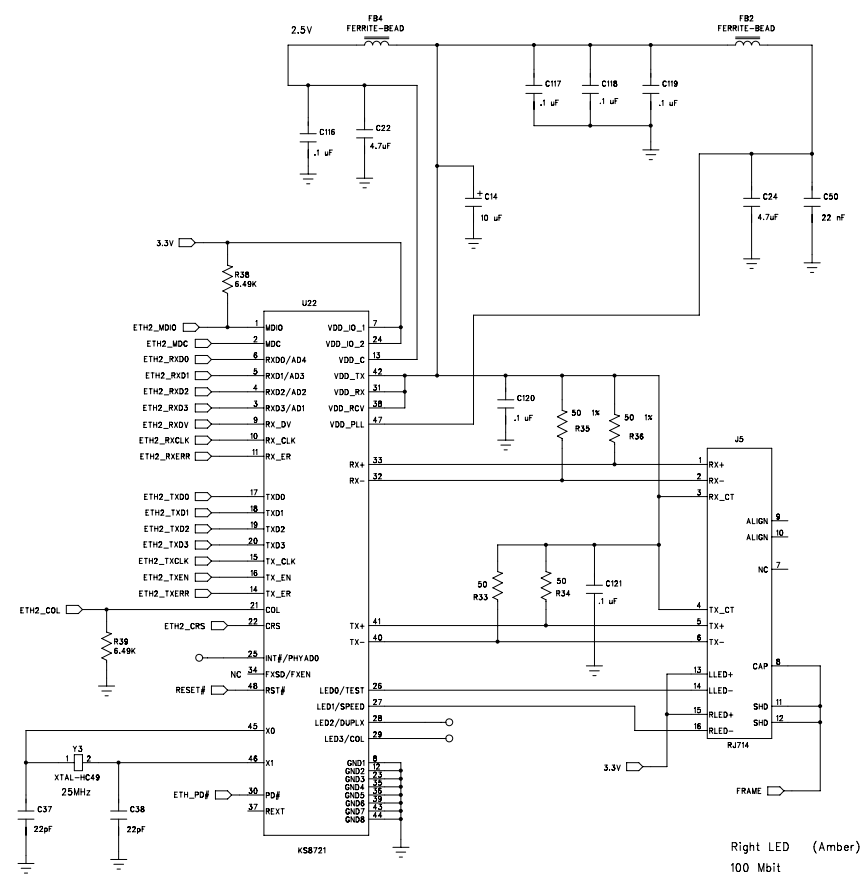 FB4
FERRITE-BEAD
2.5V
FB2
FERRITE-BEAD
C117
.1 uF
C118
.1 uF
C119
.1 uF
C116
.1 uF
C22
4.7uF
C14
+
10 uF
C24
4.7uF
C50
22 nF
3.3V
R38
6.49K
U22
ETH2_MDIO 1 MDIO
ETH2_MDC 2 MDC
ETH2_RXD0 6 RXD0/AD4
ETH2_RXD1 5 RXD1/AD3
ETH2_RXD2 4 RXD2/AD2
ETH2_RXD3 3 RXD3/AD1
ETH2_RXDV 9 RX_DV
ETH2_RXCLK 10 RX_CLK
ETH2_RXERR 11 RX_ER
ETH2_TXD0 17 TXD0
ETH2_TXD1 18 TXD1
ETH2_TXD2 19 TXD2
ETH2_TXD3 20 TXD3
ETH2_TXCLK 15 TX_CLK
ETH2_TXEN 16 TX_EN
ETH2_TXERR 14 TX_ER
ETH2_COL 21 COL
ETH2_CRS 22 CRS
R39
6.49K
25 INT#/PHYAD0
NC 34 FXSD/FXEN
RESET# 48 RST#
45 XO
46 X1
Y3
1 2
XTAL-HC49
25MHz
ETH_PD# 30 PD#
37 REXT
C37
22pF
C38
22pF
VDD_IO_1 7
VDD_IO_2 24
VDD_C 13
VDD_TX 42
VDD_RX 31
VDD_RCV 38
VDD_PLL 47
RX+ 33
RX- 32
TX+ 41
TX- 40
LED0/TEST 26
LED1/SPEED 27
LED2/DUPLX 28
LED3/COL 29
GND1 8
GND2 12
GND3 23
GND4 35
GND5 36
GND6 39
GND7 43
GND8 44
KS8721
C120
.1 uF
50 1%
R35
50 1%
R36
50
R33
50
R34
C121
.1 uF
J5
1 RX+
2 RX-
3 RX_CT
ALIGN 9
ALIGN 10
NC 7
4 TX_CT
5 TX+
6 TX-
CAP 8
13 LLED+
14 LLED-
SHD 11
15 RLED+
SHD 12
16 RLED-
RJ714
3.3V
FRAME
Right LED (Amber)
100 Mbit